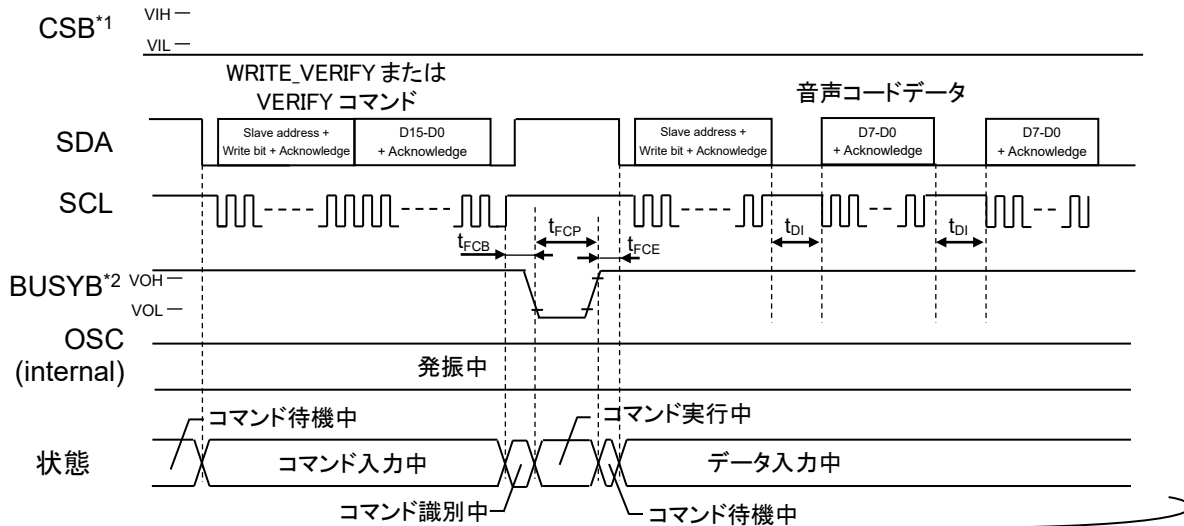 CSB*1
VIH
VIL
WRITE_VERIFY または
VERIFY コマンド
音声コードデータ
SDA
Slave address +
Write bit + Acknowledge
D15-D0
+ Acknowledge
Slave address +
Write bit + Acknowledge
D7-D0
+ Acknowledge
D7-D0
+ Acknowledge
SCL
tFCB
tFCP
tFCE
tDI
tDI
BUSYB*2
VOH
VOL
OSC
(internal)
発振中
コマンド待機中
コマンド実行中
状態
コマンド入力中
データ入力中
コマンド識別中
コマンド待機中